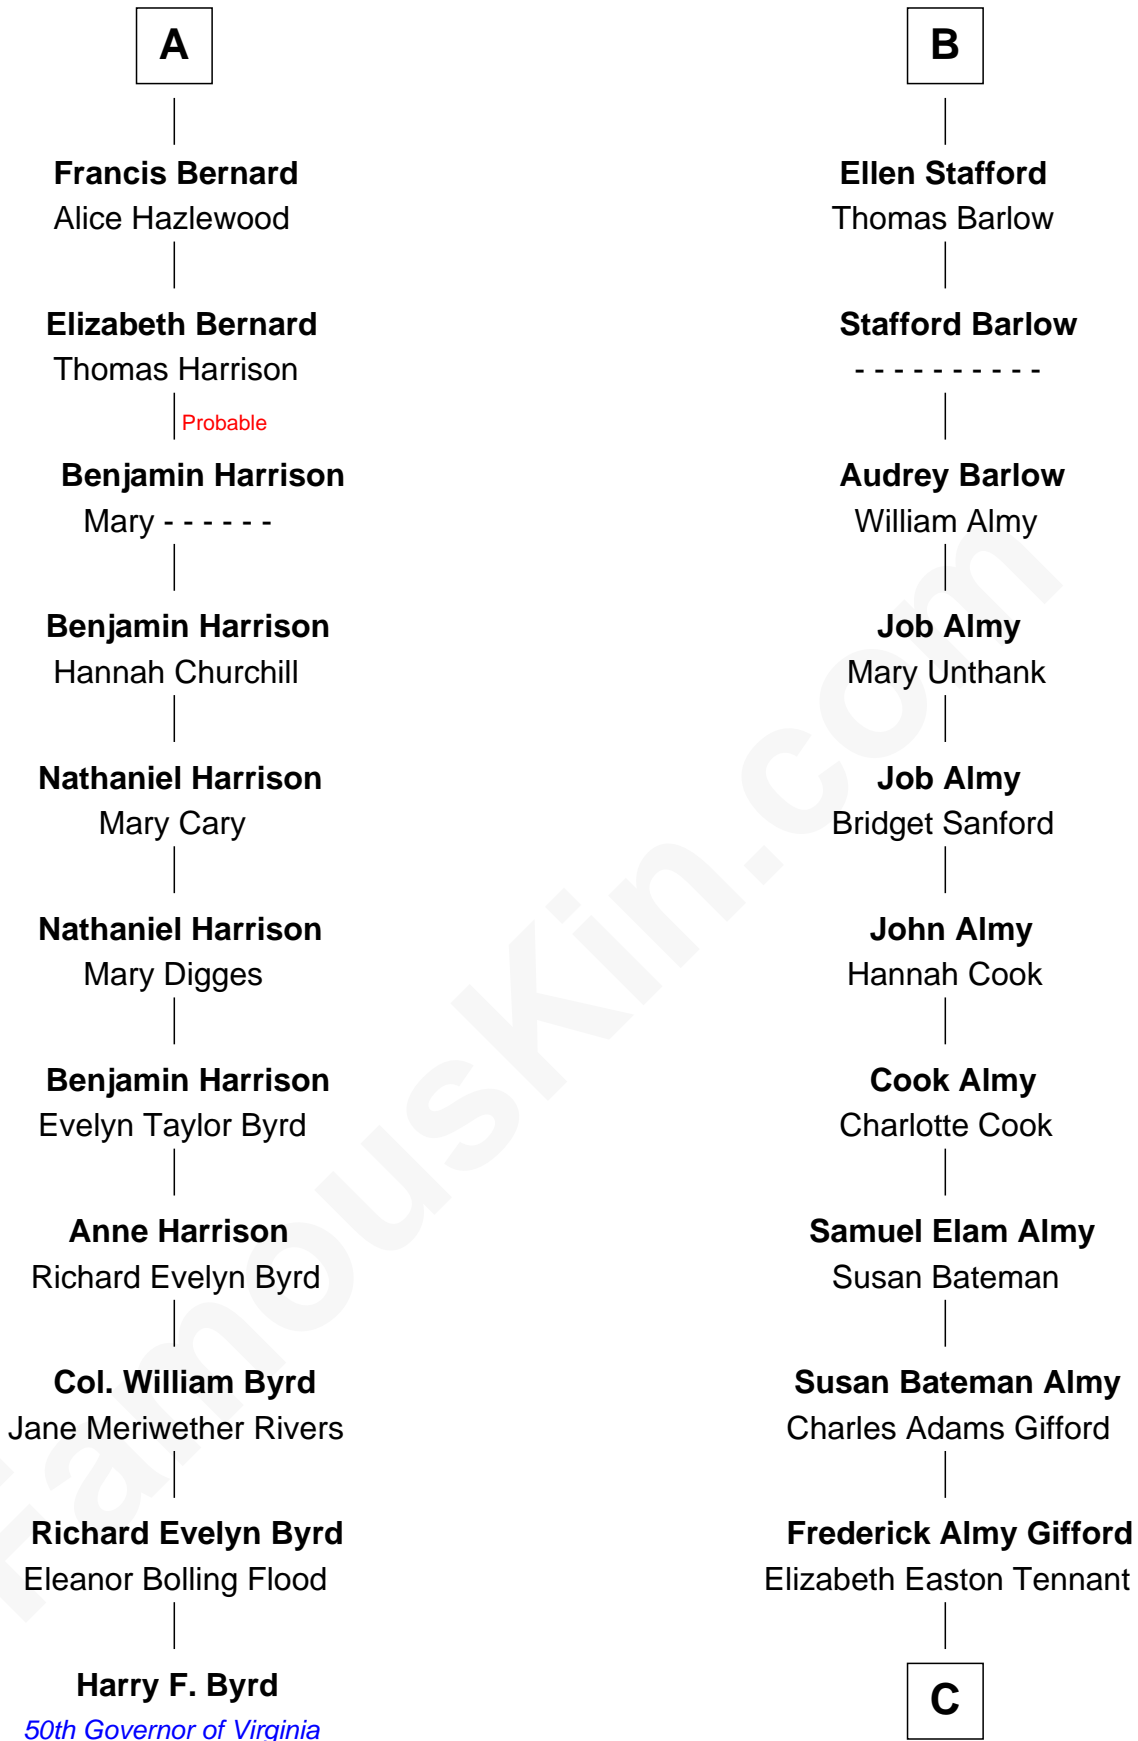 A
Francis Bernard
Alice Hazlewood
Elizabeth Bernard
Thomas Harrison
Probable
Benjamin Harrison
Mary - - - - - -
Benjamin Harrison
Hannah Churchill
Nathaniel Harrison
Mary Cary
Nathaniel Harrison
Mary Digges
Benjamin Harrison
Evelyn Taylor Byrd
Anne Harrison
Richard Evelyn Byrd
Col. William Byrd
Jane Meriwether Rivers
Richard Evelyn Byrd
Eleanor Bolling Flood
Harry F. Byrd
50th Governor of Virginia
B
Ellen Stafford
Thomas Barlow
Stafford Barlow
- - - - - - - - - -
Audrey Barlow
William Almy
Job Almy
Mary Unthank
Job Almy
Bridget Sanford
John Almy
Hannah Cook
Cook Almy
Charlotte Cook
Samuel Elam Almy
Susan Bateman
Susan Bateman Almy
Charles Adams Gifford
Frederick Almy Gifford
Elizabeth Easton Tennant
C
FamousKin.com